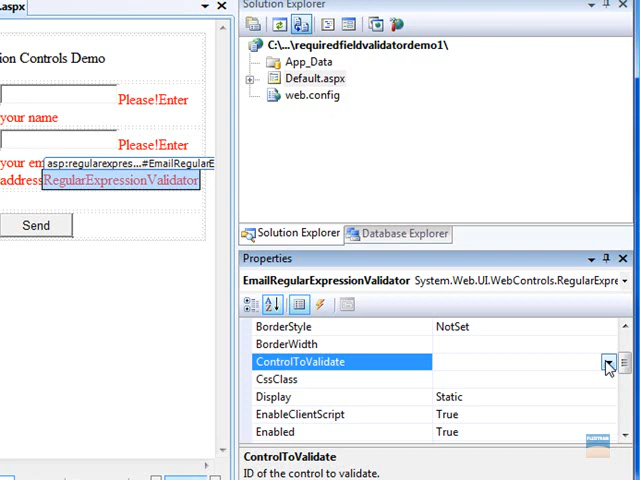 .aspx
ion Controls Demo
Please!Enter
your name
Please!Enter
your em
asp:regularexpres...#EmailRegularE
address
RegularExpressionValidator
Send
Solution Explorer
C:\...\requiredfieldvalidatordemo1\
App_Data
Default.aspx
web.config
Solution Explorer
Database Explorer
Properties
EmailRegularExpressionValidator System.Web.UI.WebControls.RegularExpre
BorderStyle NotSet
BorderWidth
ControlToValidate
CssClass
Display Static
EnableClientScript True
Enabled True
ControlToValidate
ID of the control to validate.